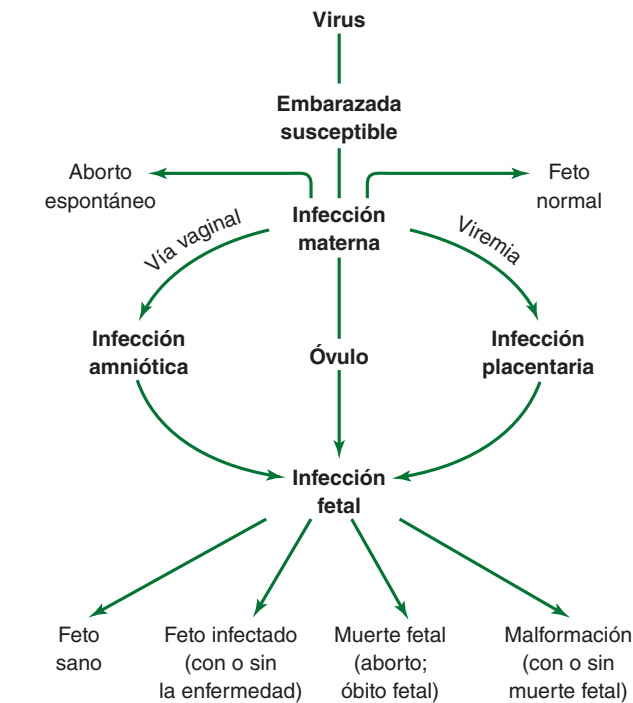 Virus
Embarazada
susceptible
Aborto
espontáneo
Feto
normal
Infección
materna
Vía vaginal
Viremia
Infección
amniótica
Óvulo
Infección
placentaria
Infección
fetal
Feto
sano
Feto infectado
(con o sin
la enfermedad)
Muerte fetal
(aborto;
óbito fetal)
Malformación
(con o sin
muerte fetal)